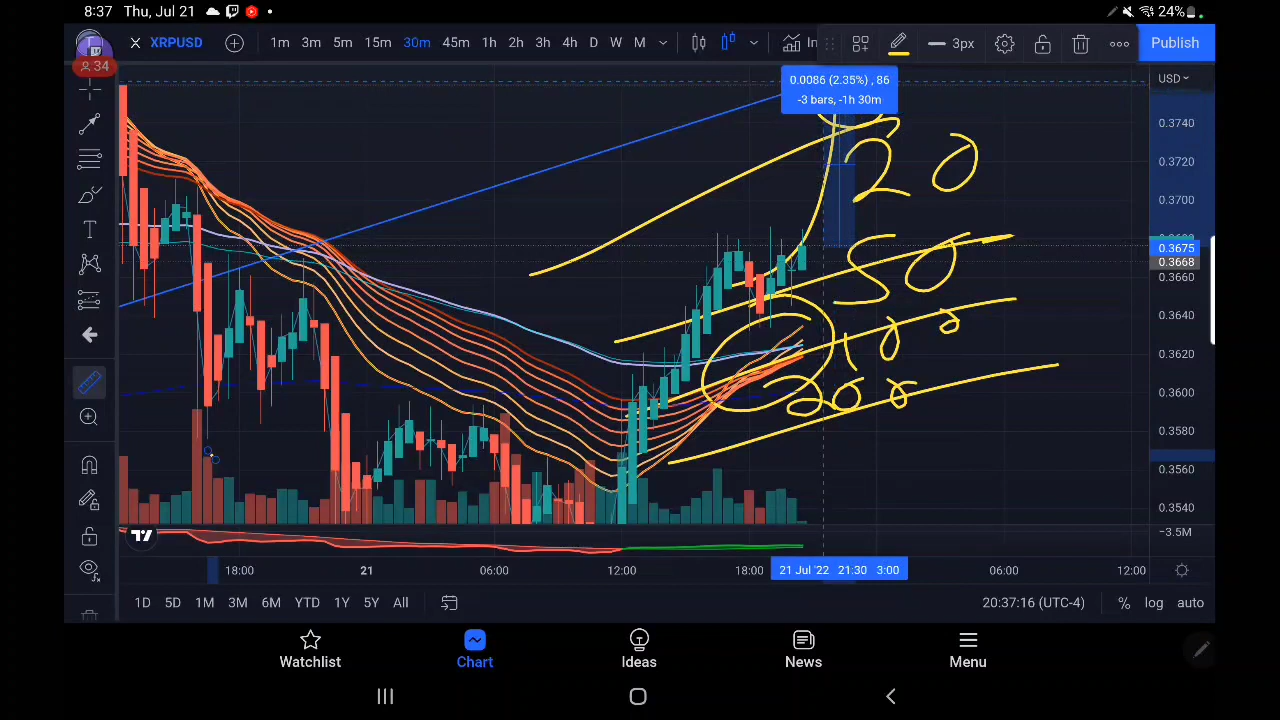 8:37 Thu, Jul 21
24%
XRPUSD 1m 3m 5m 15m 30m 45m 1h 2h 3h 4h D W M In 3px Publish
34
USD
0.0086 (2.35%) , 86
-3 bars, -1h 30m
0.3740
0.3720
0.3700
0.3675
0.3668
0.3660
0.3640
0.3620
0.3600
0.3580
0.3560
0.3540
−3.5M
20
50
100
200
18:00 21 06:00 12:00 18:00 21 Jul '22 21:30 3:00 06:00 12:00
1D 5D 1M 3M 6M YTD 1Y 5Y All 20:37:16 (UTC-4) % log auto
Watchlist Chart Ideas News Menu